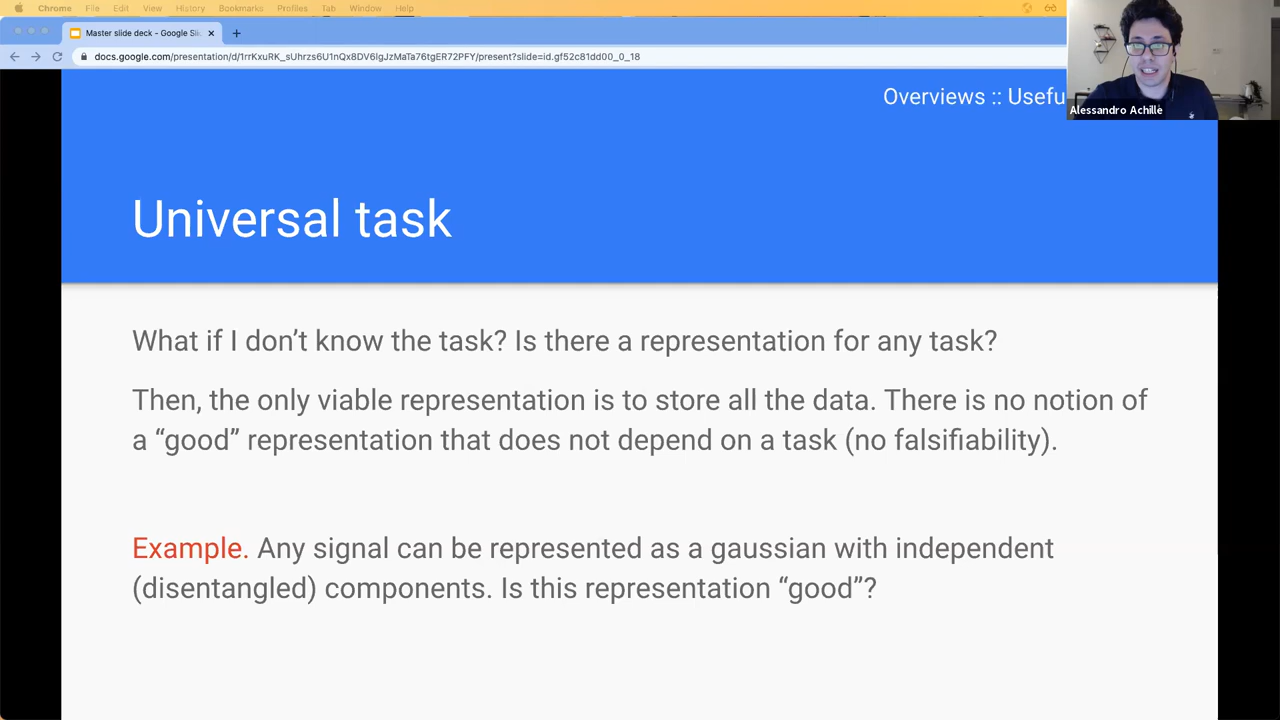 Chrome File Edit View History Bookmarks Profiles Tab Window Help
Master slide deck - Google Sli
docs.google.com/presentation/d/1rrKxuRK_sUhrzs6U1nQx8DV6IgJzMaTa76tgER72PFY/present?slide=id.gf52c81dd00_0_18
Overviews :: Usefu
Alessandro Achille
Universal task
What if I don’t know the task? Is there a representation for any task?
Then, the only viable representation is to store all the data. There is no notion of
a “good” representation that does not depend on a task (no falsifiability).
Example. Any signal can be represented as a gaussian with independent
(disentangled) components. Is this representation “good”?